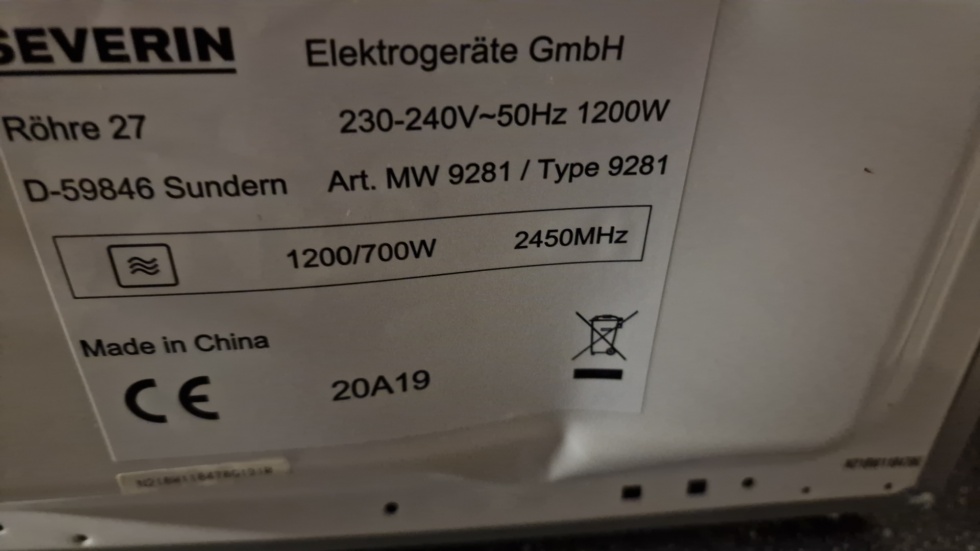 SEVERIN Elektrogeräte GmbH
Röhre 27 230-240V~50Hz 1200W
D-59846 Sundern Art. MW 9281 / Type 9281
1200/700W 2450MHz
Made in China
CE 20A19